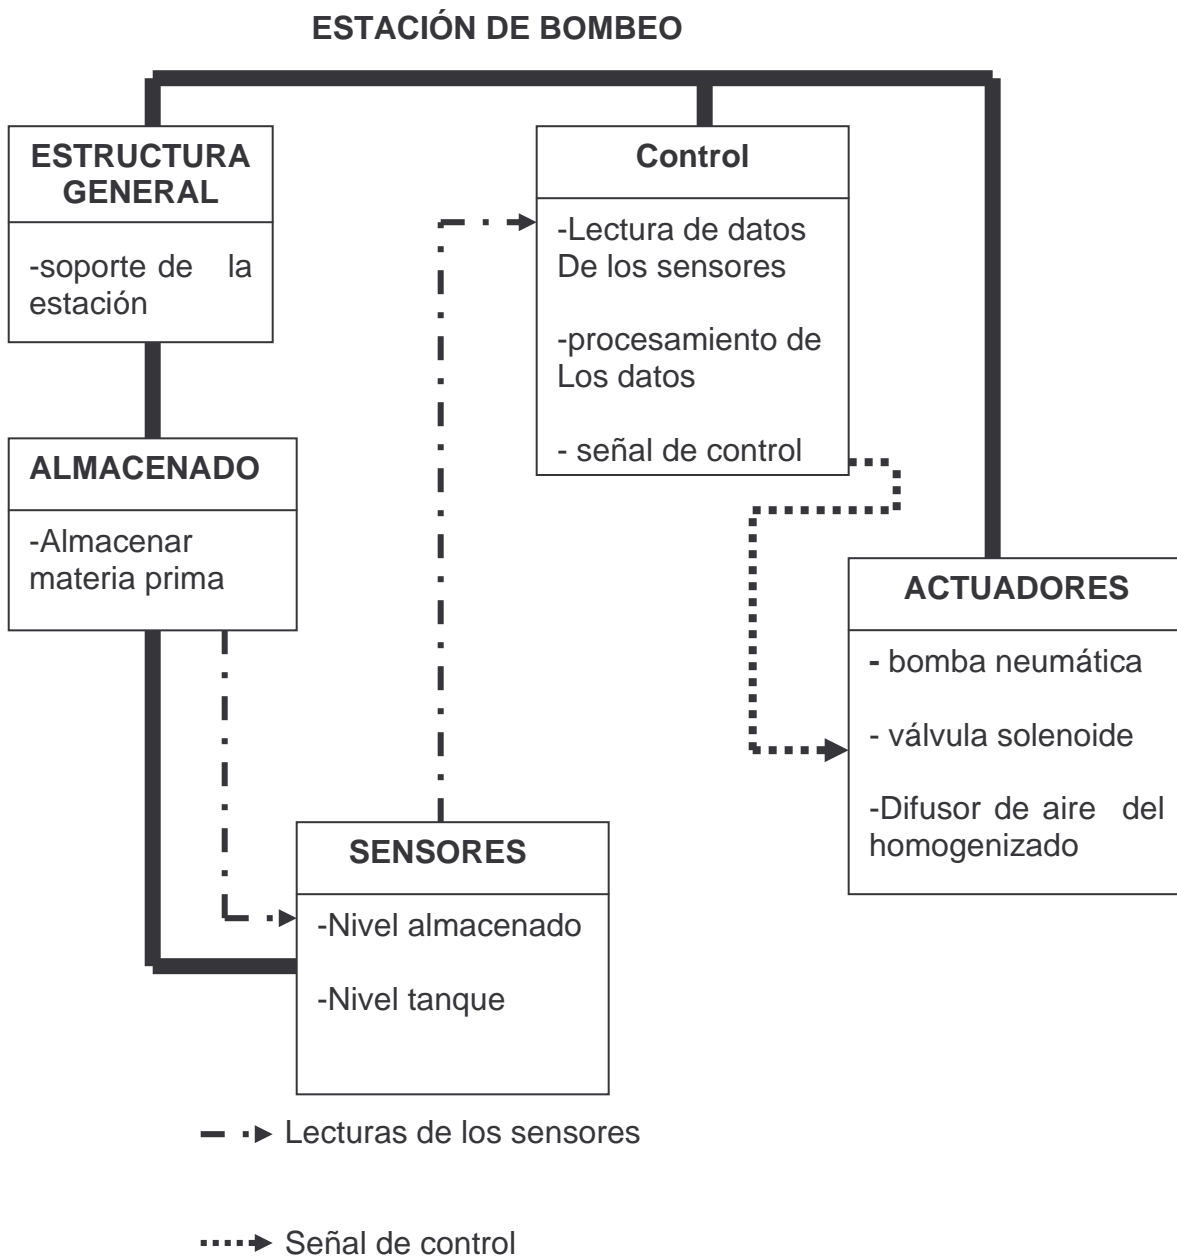 ESTACIÓN DE BOMBEO
ESTRUCTURA
GENERAL
-soporte de la
estación
ALMACENADO
-Almacenar
materia prima
SENSORES
-Nivel almacenado
-Nivel tanque
Control
-Lectura de datos
De los sensores
-procesamiento de
Los datos
- señal de control
ACTUADORES
- bomba neumática
- válvula solenoide
-Difusor de aire del
homogenizado
Lecturas de los sensores
Señal de control